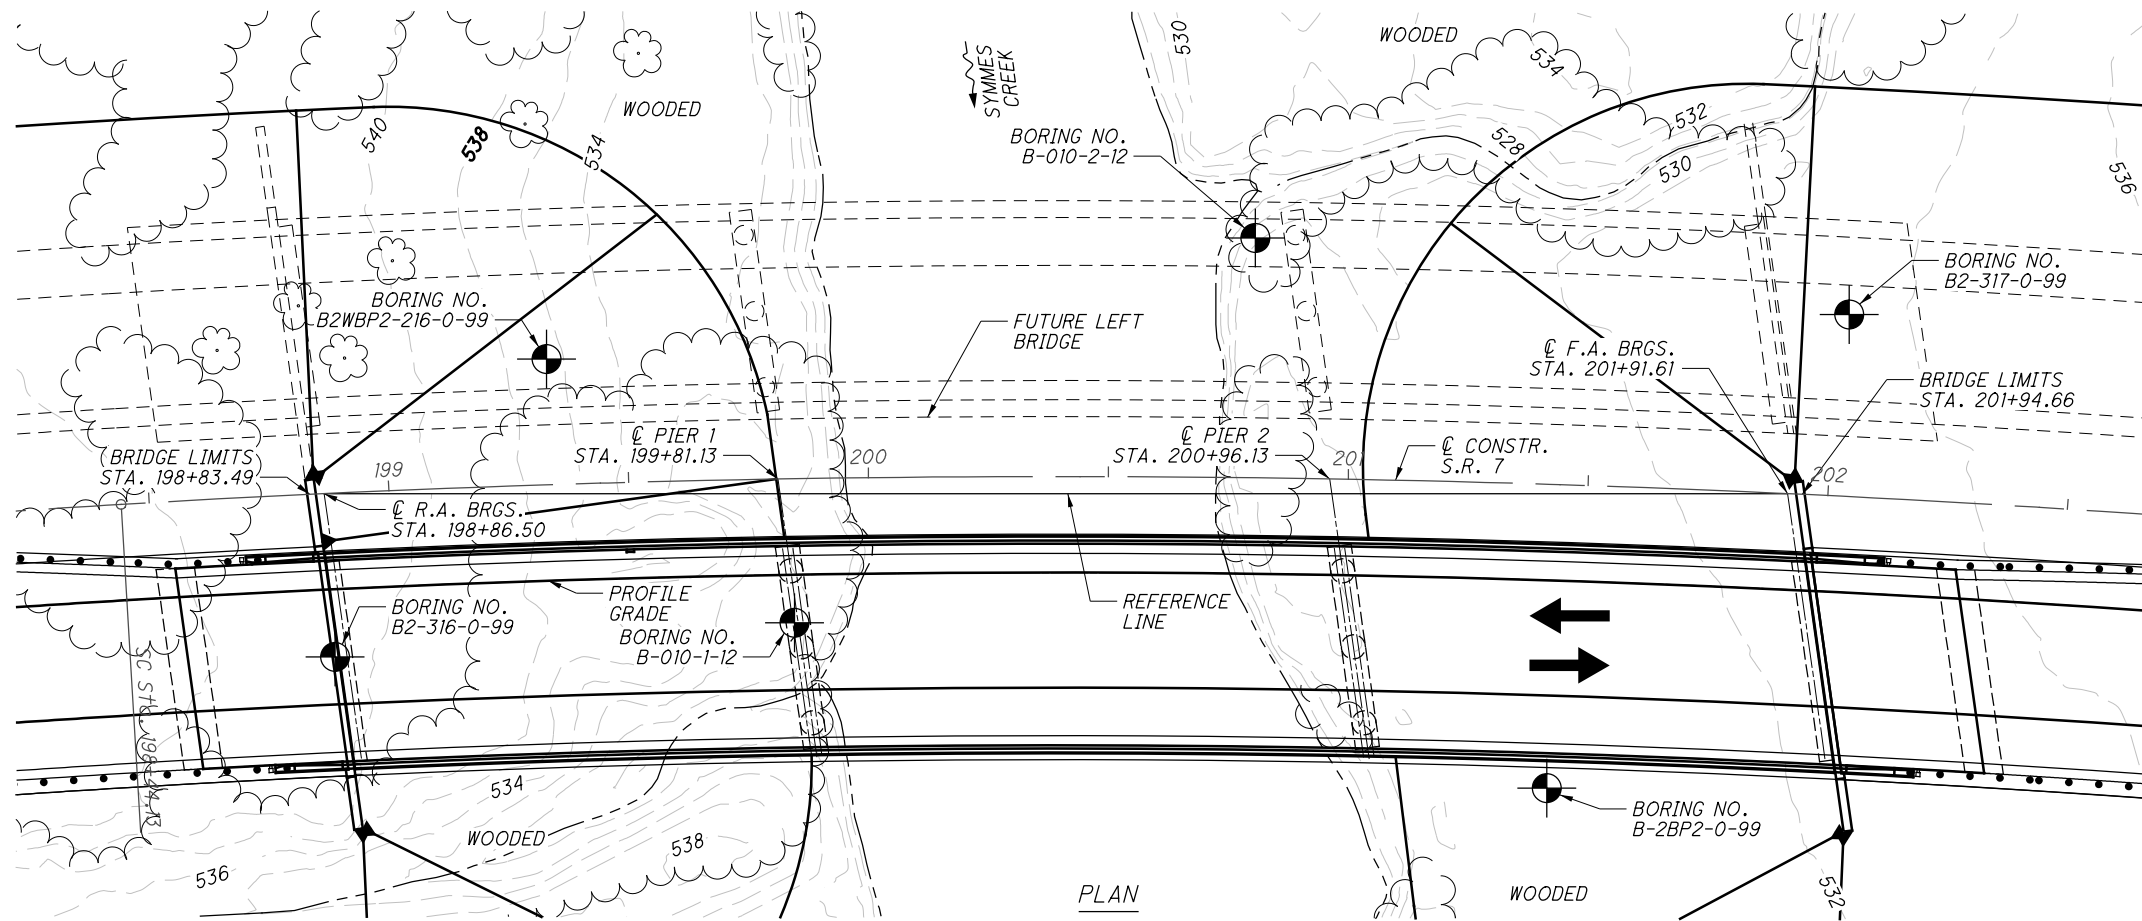 530
WOODED
534
SYMMES
CREEK
WOODED
540
538
534
BORING NO.
B-010-2-12
528
532
530
536
BORING NO.
B2WBP2-216-0-99
FUTURE LEFT
BRIDGE
BORING NO.
B2-317-0-99
℄ F.A. BRGS.
STA. 201+91.61
BRIDGE LIMITS
STA. 201+94.66
BRIDGE LIMITS
STA. 198+83.49
199
℄ PIER 1
STA. 199+81.13
200
℄ PIER 2
STA. 200+96.13
201
℄ CONSTR.
S.R. 7
202
℄ R.A. BRGS.
STA. 198+86.50
PROFILE
GRADE
REFERENCE
LINE
BORING NO.
B2-316-0-99
BORING NO.
B-010-1-12
SC Sta. 198+44.13
534
WOODED
538
536
BORING NO.
B-2BP2-0-99
PLAN
WOODED
532